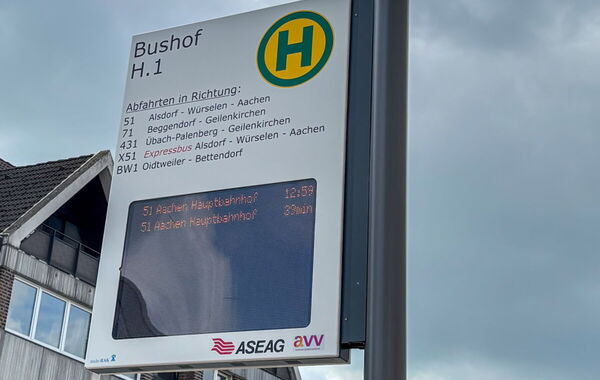 Bushof
H.1
H
Abfahrten in Richtung:
51 Alsdorf - Würselen - Aachen
71 Beggendorf - Geilenkirchen
431 Übach-Palenberg - Geilenkirchen
X51 Expressbus Alsdorf - Würselen - Aachen
BW1 Oidtweiler - Bettendorf
51 Aachen Hauptbahnhof 12:59
51 Aachen Hauptbahnhof 39min
ASEAG avv